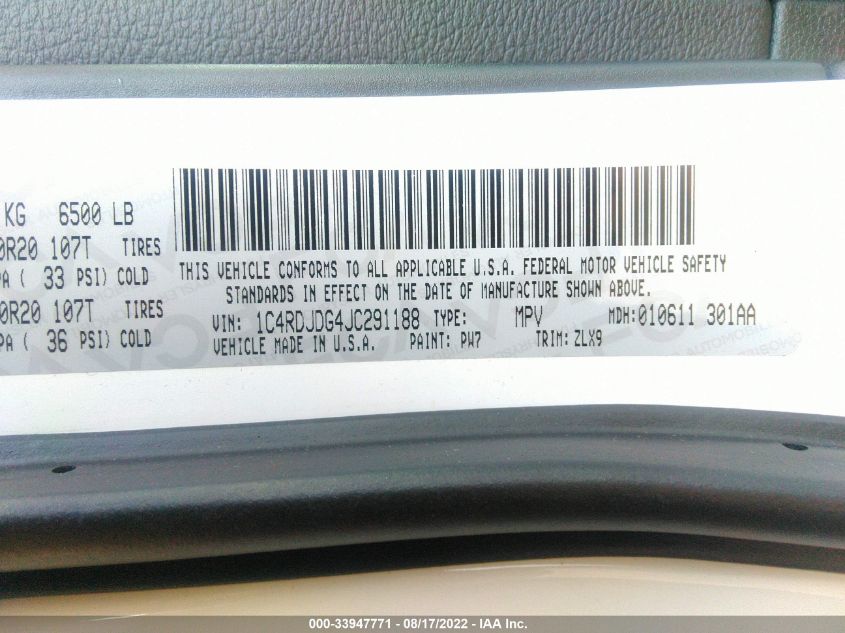 KG 6500 LB
0R20 107T TIRES
PA ( 33 PSI) COLD
0R20 107T TIRES
PA ( 36 PSI) COLD
THIS VEHICLE CONFORMS TO ALL APPLICABLE U.S.A. FEDERAL MOTOR VEHICLE SAFETY
STANDARDS IN EFFECT ON THE DATE OF MANUFACTURE SHOWN ABOVE.
VIN: 1C4RDJDG4JC291188 TYPE: MPV MDH:010611 301AA
VEHICLE MADE IN U.S.A. PAINT: PW7 TRIM: ZLX9
000-33947771 - 08/17/2022 - IAA Inc.